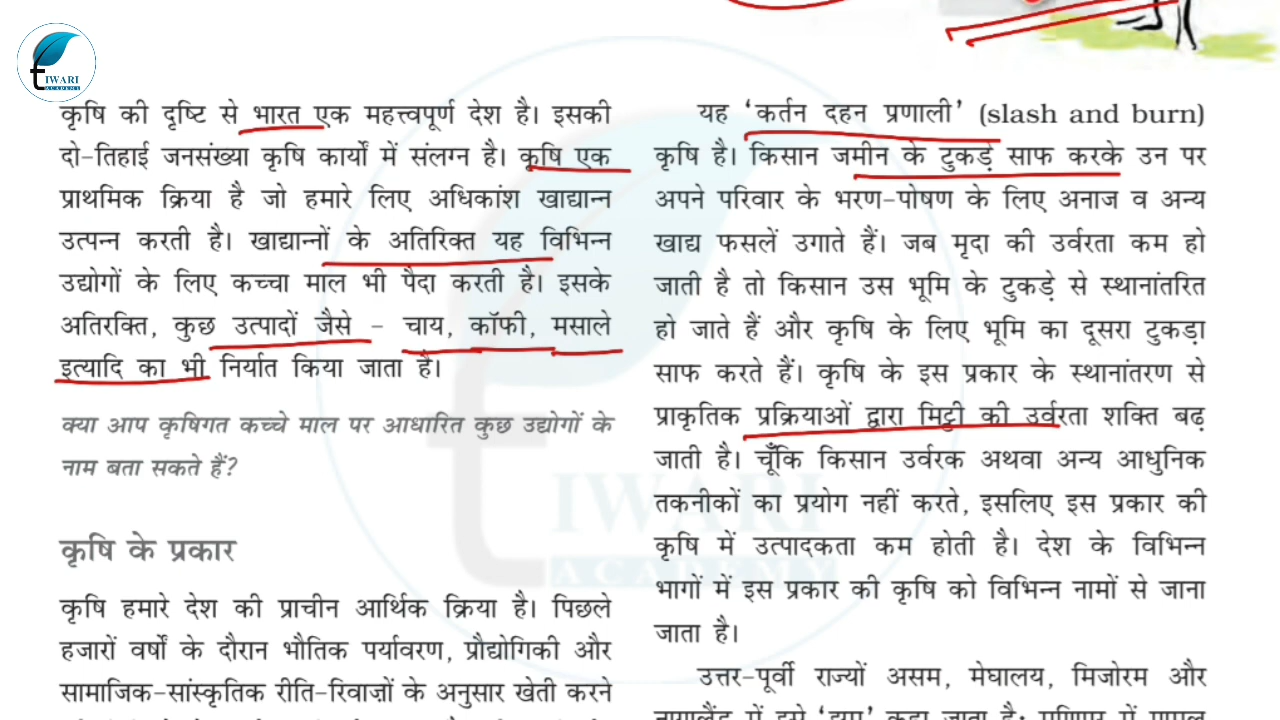 tIWARI
ACADEMY
कृषि की दृष्टि से भारत एक महत्त्वपूर्ण देश है। इसकी
दो-तिहाई जनसंख्या कृषि कार्यों में संलग्न है। कृषि एक
प्राथमिक क्रिया है जो हमारे लिए अधिकांश खाद्यान्न
उत्पन्न करती है। खाद्यान्नों के अतिरिक्त यह विभिन्न
उद्योगों के लिए कच्चा माल भी पैदा करती है। इसके
अतिरक्ति, कुछ उत्पादों जैसे - चाय, कॉफी, मसाले
इत्यादि का भी निर्यात किया जाता है।
क्या आप कृषिगत कच्चे माल पर आधारित कुछ उद्योगों के
नाम बता सकते हैं?
कृषि के प्रकार
कृषि हमारे देश की प्राचीन आर्थिक क्रिया है। पिछले
हजारों वर्षों के दौरान भौतिक पर्यावरण, प्रौद्योगिकी और
सामाजिक-सांस्कृतिक रीति-रिवाज़ों के अनुसार खेती करने
यह ‘कर्तन दहन प्रणाली’ (slash and burn)
कृषि है। किसान जमीन के टुकड़े साफ करके उन पर
अपने परिवार के भरण-पोषण के लिए अनाज व अन्य
खाद्य फसलें उगाते हैं। जब मृदा की उर्वरता कम हो
जाती है तो किसान उस भूमि के टुकड़े से स्थानांतरित
हो जाते हैं और कृषि के लिए भूमि का दूसरा टुकड़ा
साफ करते हैं। कृषि के इस प्रकार के स्थानांतरण से
प्राकृतिक प्रक्रियाओं द्वारा मिट्टी की उर्वरता शक्ति बढ़
जाती है। चूँकि किसान उर्वरक अथवा अन्य आधुनिक
तकनीकों का प्रयोग नहीं करते, इसलिए इस प्रकार की
कृषि में उत्पादकता कम होती है। देश के विभिन्न
भागों में इस प्रकार की कृषि को विभिन्न नामों से जाना
जाता है।
उत्तर-पूर्वी राज्यों असम, मेघालय, मिजोरम और
tIWARI
ACADEMY